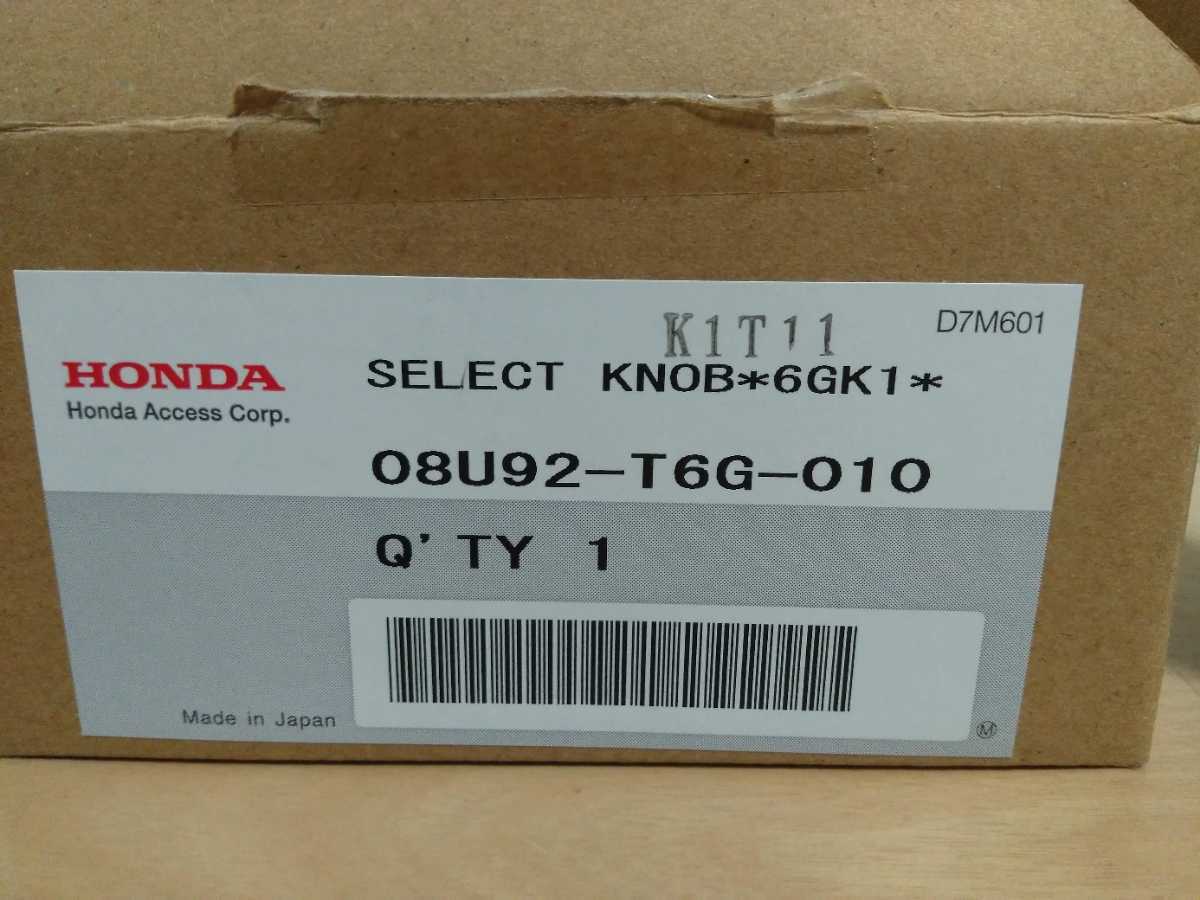 K1T11
D7M601
HONDA
SELECT KNOB*6GK1*
Honda Access Corp.
08U92-T6G-010
Q'TY 1
Made in Japan
M